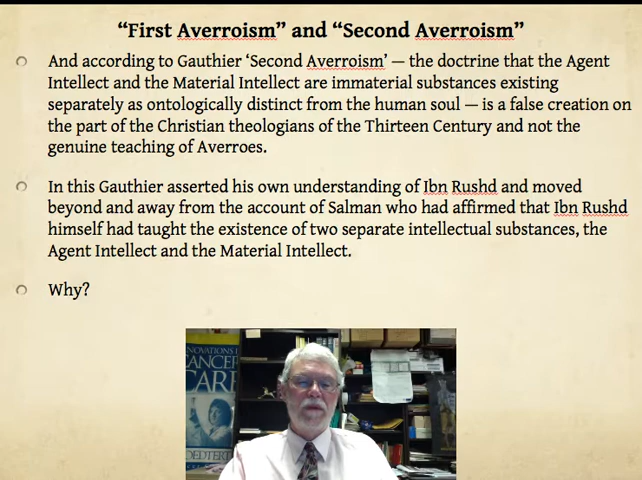 “First Averroism” and “Second Averroism”
And according to Gauthier ‘Second Averroism’ — the doctrine that the Agent
Intellect and the Material Intellect are immaterial substances existing
separately as ontologically distinct from the human soul — is a false creation on
the part of the Christian theologians of the Thirteen Century and not the
genuine teaching of Averroes.
In this Gauthier asserted his own understanding of Ibn Rushd and moved
beyond and away from the account of Salman who had affirmed that Ibn Rushd
himself had taught the existence of two separate intellectual substances, the
Agent Intellect and the Material Intellect.
Why?
CARE